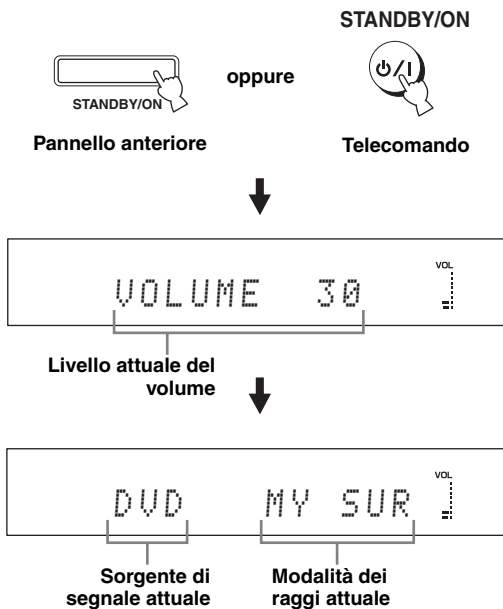 STANDBY/ON
oppure
STANDBY/ON
Pannello anteriore
Telecomando
VOL
VOLUME 30
Livello attuale del
volume
VOL
DVD MY SUR
Sorgente di
segnale attuale
Modalità dei
raggi attuale